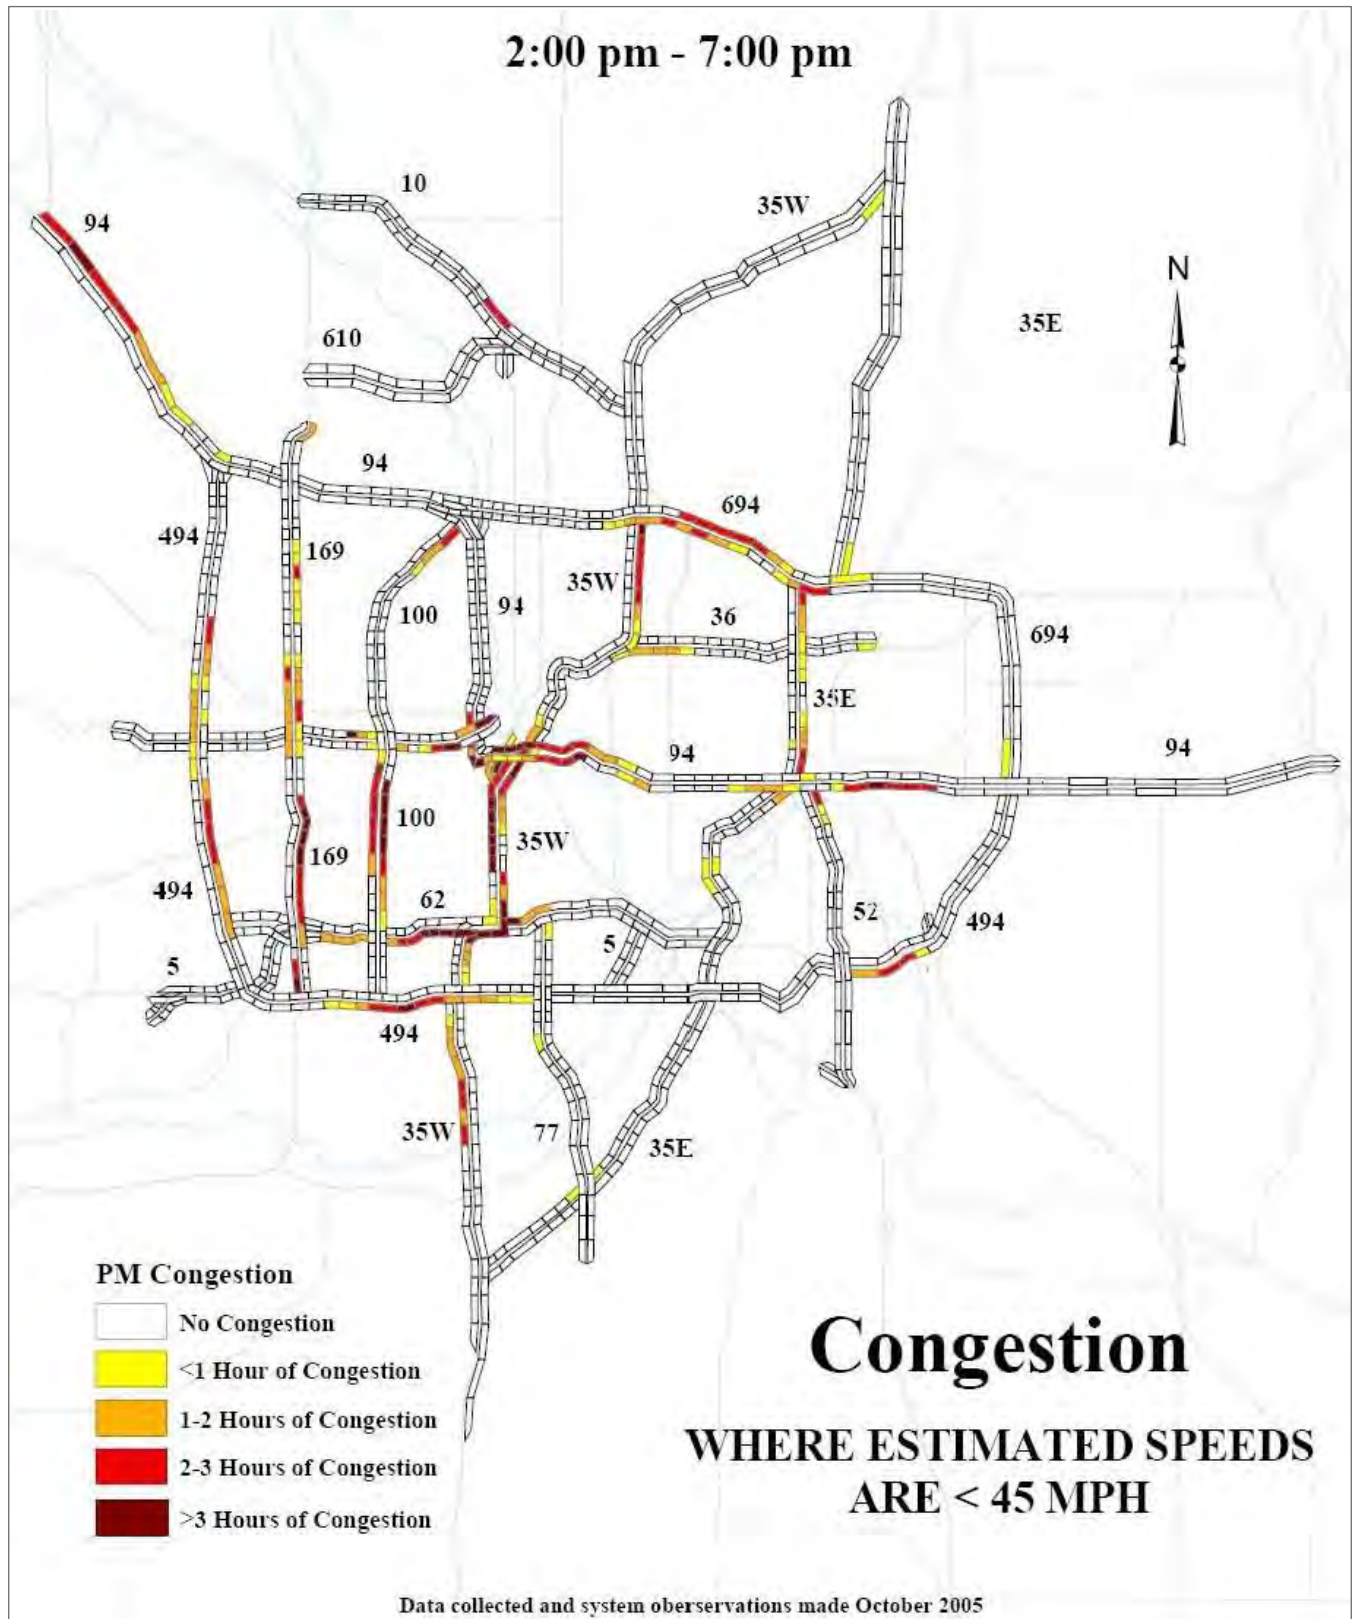 2:00 pm - 7:00 pm
10
35W
94
N
35E
610
94
694
494
169
35W
100
94
36
694
35E
94
94
100
35W
169
494
62
52
494
5
5
494
35W
77
35E
PM Congestion
No Congestion
<1 Hour of Congestion
1-2 Hours of Congestion
2-3 Hours of Congestion
>3 Hours of Congestion
Congestion
WHERE ESTIMATED SPEEDS
ARE < 45 MPH
Data collected and system oberservations made October 2005